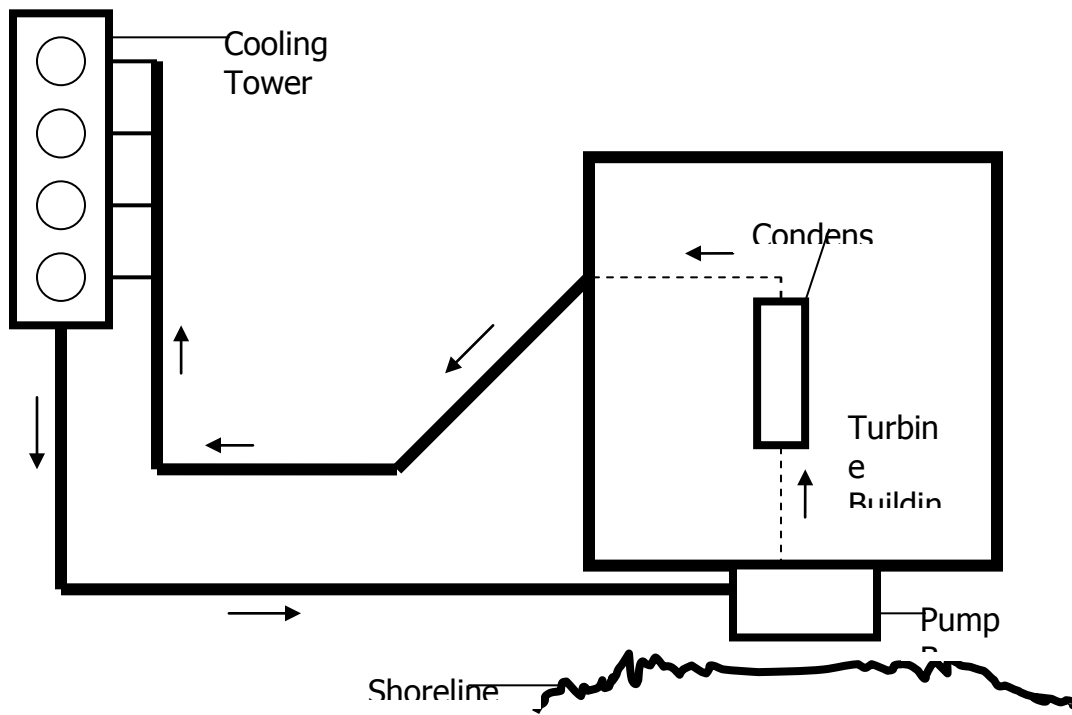 Cooling
Tower
Condens
Turbin
e
Buildin
Pump
Shoreline